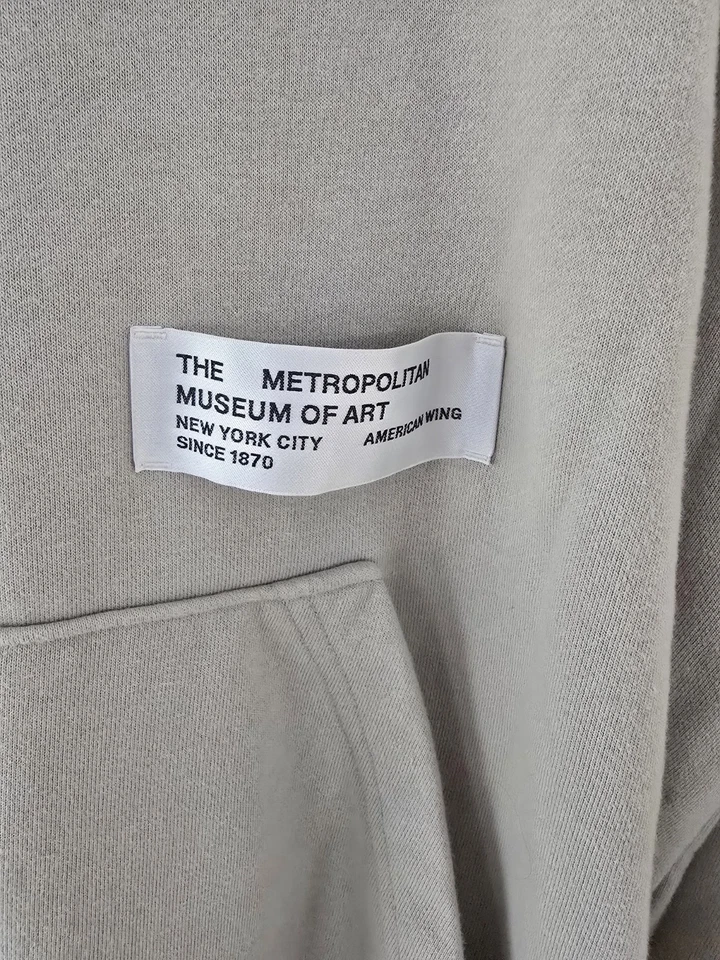 THE METROPOLITAN
MUSEUM OF ART
NEW YORK CITY AMERICAN WING
SINCE 1870